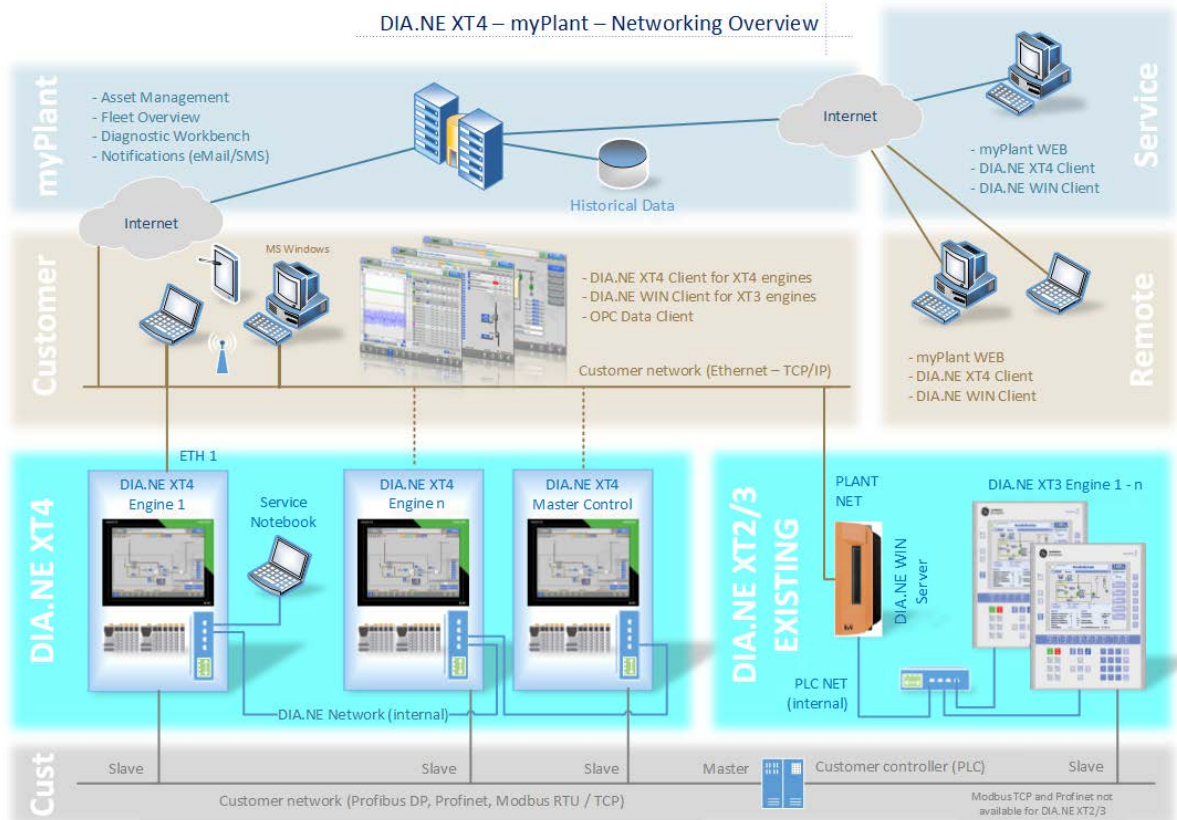 DIA.NE XT4 – myPlant – Networking Overview
myPlant
- Asset Management
- Fleet Overview
- Diagnostic Workbench
- Notifications (eMail/SMS)
Internet
Historical Data
Internet
Service
- myPlant WEB
- DIA.NE XT4 Client
- DIA.NE WIN Client
Customer
MS Windows
- DIA.NE XT4 Client for XT4 engines
- DIA.NE WIN Client for XT3 engines
- OPC Data Client
Customer network (Ethernet – TCP/IP)
Remote
- myPlant WEB
- DIA.NE XT4 Client
- DIA.NE WIN Client
DIA.NE XT4
ETH 1
DIA.NE XT4
Engine 1
Service
Notebook
DIA.NE XT4
Engine n
DIA.NE XT4
Master Control
DIA.NE Network (internal)
DIA.NE XT2/3
EXISTING
PLANT
NET
DIA.NE WIN
Server
DIA.NE XT3 Engine 1 - n
PLC NET
(internal)
Cust
Slave
Slave
Slave
Master
Customer controller (PLC)
Slave
Customer network (Profibus DP, Profinet, Modbus RTU / TCP)
Modbus TCP and Profinet not
available for DIA.NE XT2/3